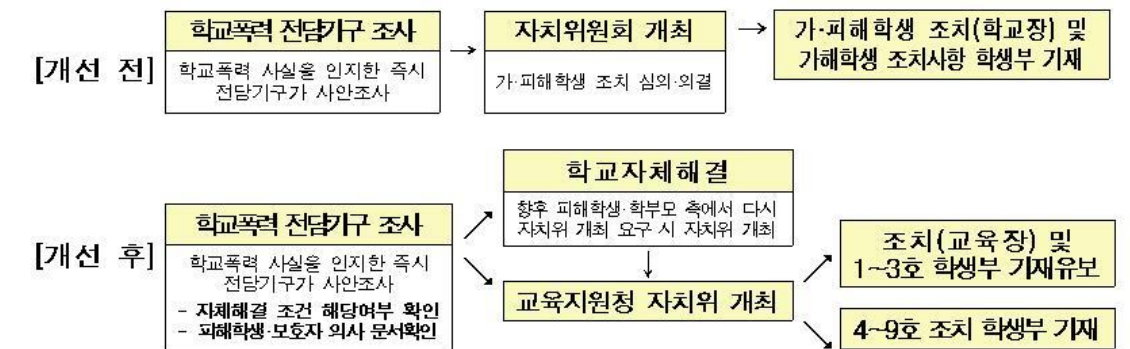 [개선 전]
학교폭력 전담기구 조사
학교폭력 사실을 인지한 즉시
전담기구가 사안조사
→
자치위원회 개최
가·피해학생 조치 심의·의결
→
가·피해학생 조치(학교장) 및
가해학생 조치사항 학생부 기재
[개선 후]
학교폭력 전담기구 조사
학교폭력 사실을 인지한 즉시
전담기구가 사안조사
- 자체해결 조건 해당여부 확인
- 피해학생·보호자 의사 문서확인
학교자체해결
향후 피해학생·학부모 측에서 다시
자치위 개최 요구 시 자치위 개최
교육지원청 자치위 개최
조치(교육장) 및
1~3호 학생부 기재유보
4~9호 조치 학생부 기재